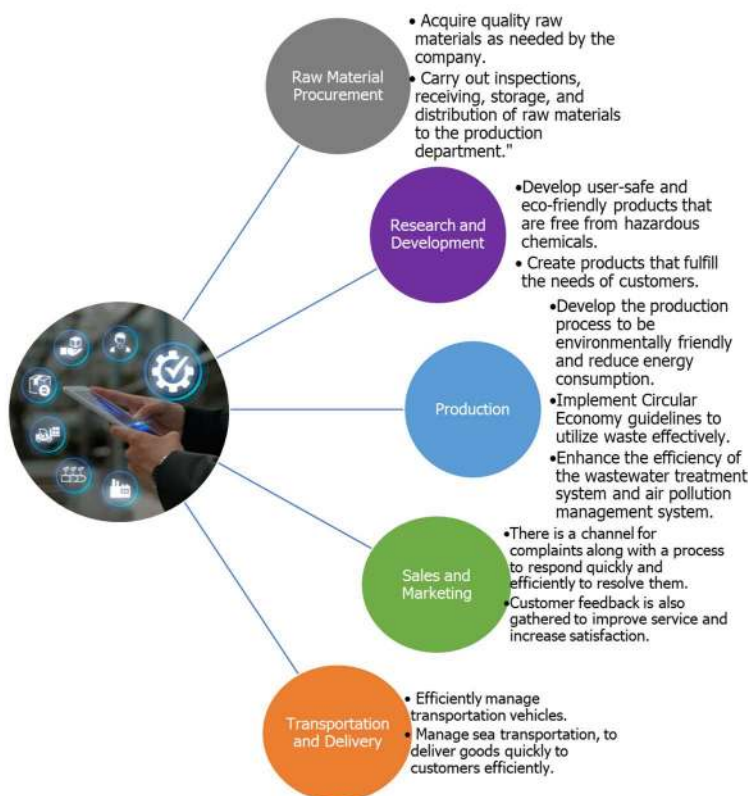 Raw Material
Procurement
• Acquire quality raw
materials as needed by the
company.
• Carry out inspections,
receiving, storage, and
distribution of raw materials
to the production
department."
Research and
Development
•Develop user-safe and
eco-friendly products that
are free from hazardous
chemicals.
• Create products that fulfill
the needs of customers.
Production
•Develop the production
process to be
environmentally friendly
and reduce energy
consumption.
•Implement Circular
Economy guidelines to
utilize waste effectively.
•Enhance the efficiency of
the wastewater treatment
system and air pollution
management system.
Sales and
Marketing
•There is a channel for
complaints along with a process
to respond quickly and
efficiently to resolve them.
•Customer feedback is also
gathered to improve service and
increase satisfaction.
Transportation
and Delivery
• Efficiently manage
transportation vehicles.
• Manage sea transportation, to
deliver goods quickly to
customers efficiently.